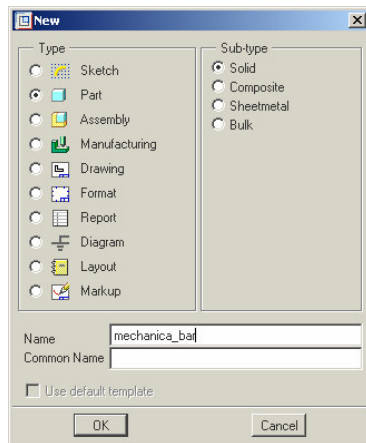 New
Type
Sketch
Part
Assembly
Manufacturing
Drawing
Format
Report
Diagram
Layout
Markup
Sub-type
Solid
Composite
Sheetmetal
Bulk
Name mechanica_bar
Common Name
Use default template
OK Cancel